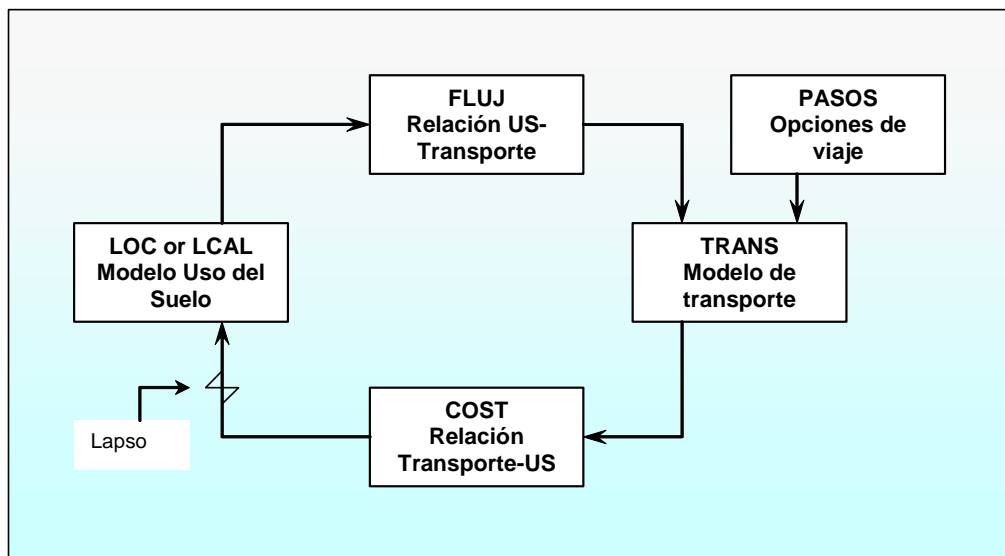 FLUJ
Relación US-
Transporte
PASOS
Opciones de
viaje
LOC or LCAL
Modelo Uso del
Suelo
TRANS
Modelo de
transporte
COST
Relación
Transporte-US
Lapso